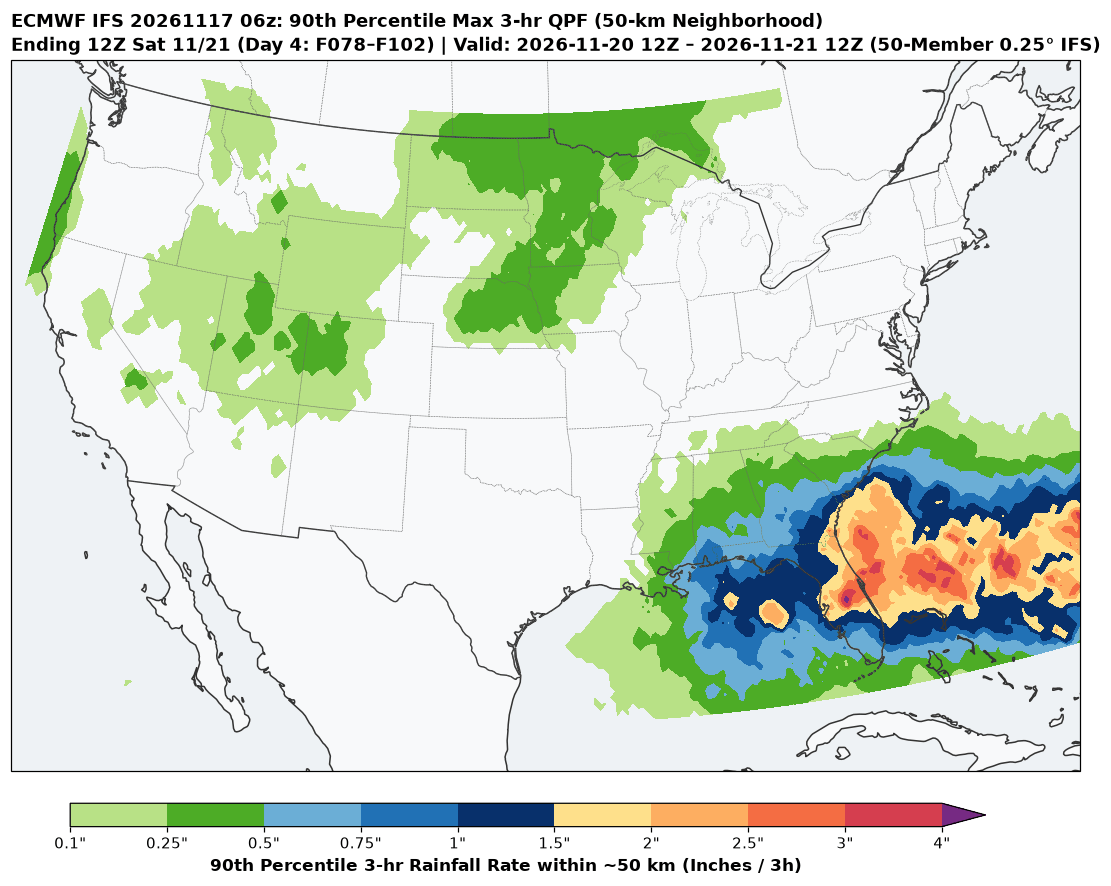 ECMWF IFS 20261117 06z: 90th Percentile Max 3-hr QPF (50-km Neighborhood)
Ending 12Z Sat 11/21 (Day 4: F078–F102) | Valid: 2026-11-20 12Z – 2026-11-21 12Z (50-Member 0.25° IFS)
0.1" 0.25" 0.5" 0.75" 1" 1.5" 2" 2.5" 3" 4"
90th Percentile 3-hr Rainfall Rate within ~50 km (Inches / 3h)